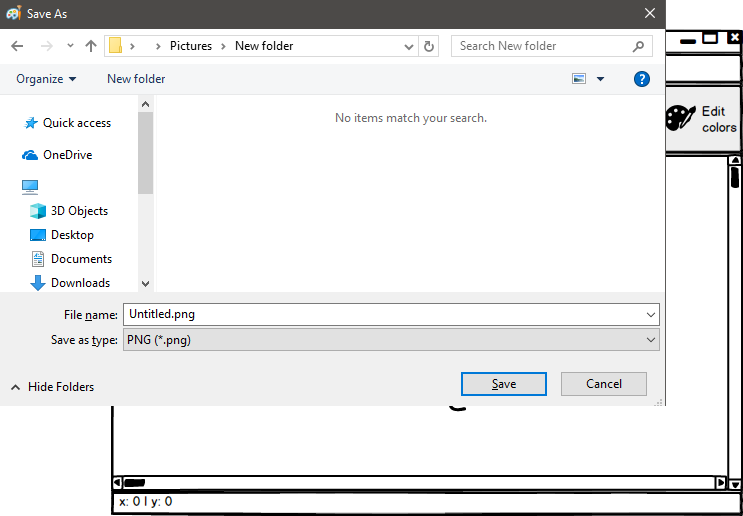 Save As
Pictures > New folder
Search New folder
Organize
New folder
?
Edit
colors
Quick access
No items match your search.
OneDrive
3D Objects
Desktop
Documents
Downloads
File name: Untitled.png
Save as type: PNG (*.png)
Hide Folders
Save
Cancel
x: 0 | y: 0